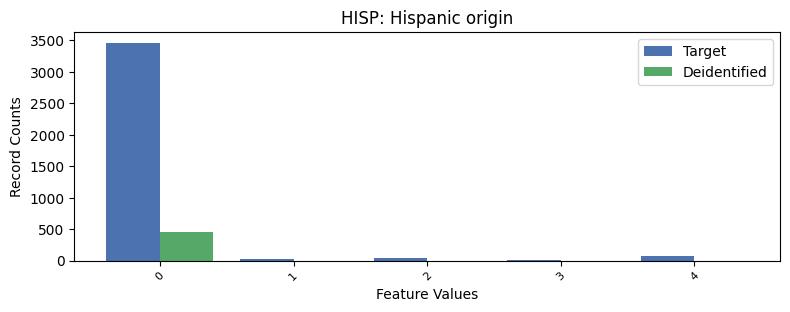 HISP: Hispanic origin
Target
Deidentified
Record Counts
3500
3000
2500
2000
1500
1000
500
0
0
1
2
3
4
Feature Values